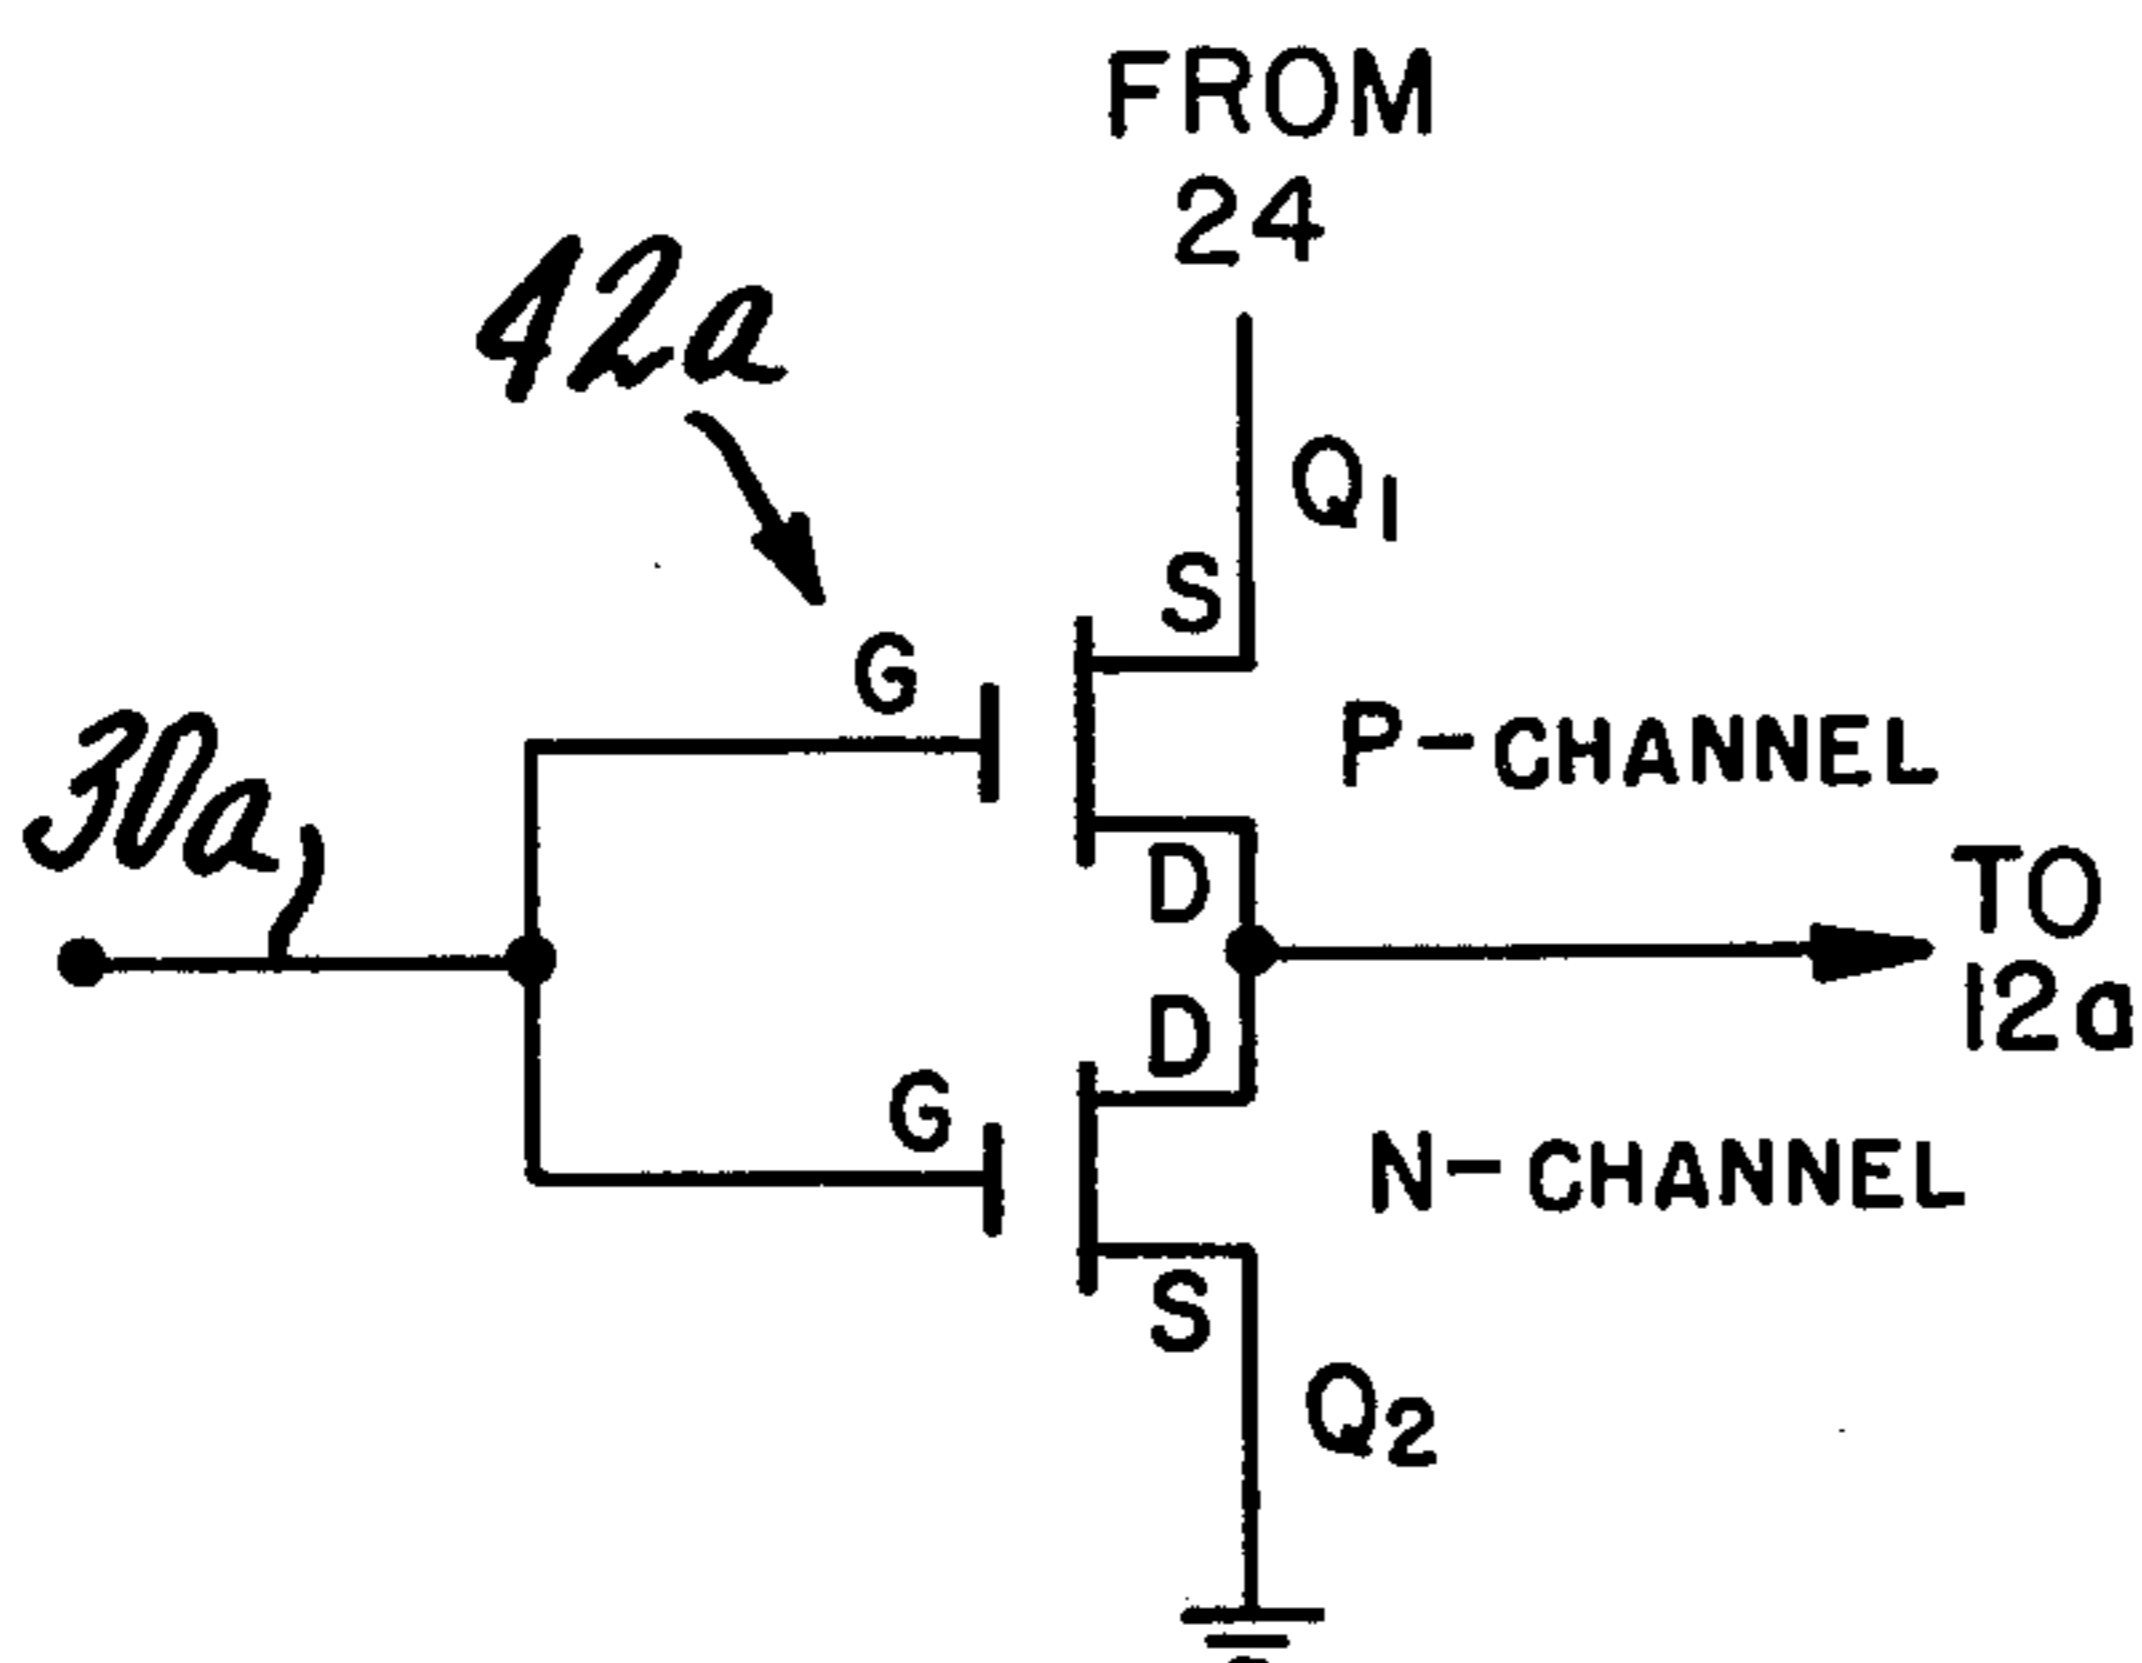 FROM
24
42a
Q1
S
G
P-CHANNEL
30a
D
TO
12a
D
G
N-CHANNEL
S
Q2